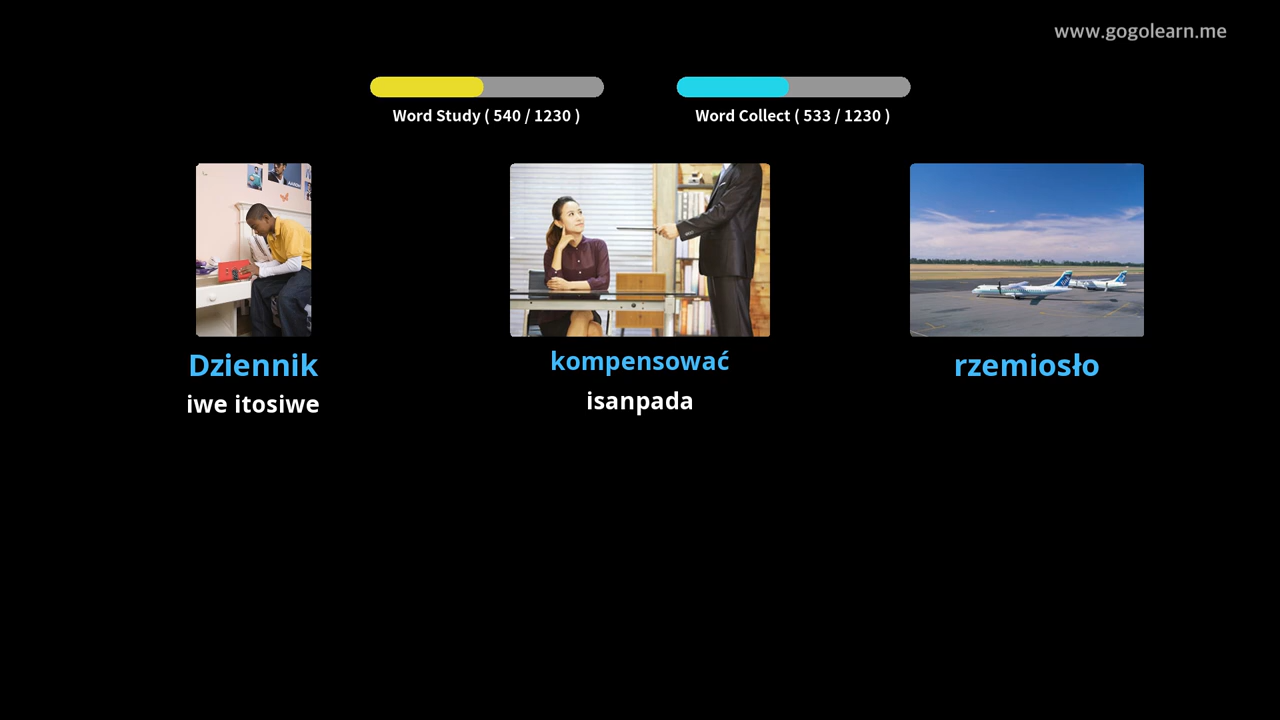 www.gogolearn.me
Word Study ( 540 / 1230 )
Word Collect ( 533 / 1230 )
Dziennik
kompensować
rzemiosło
iwe itosiwe
isanpada